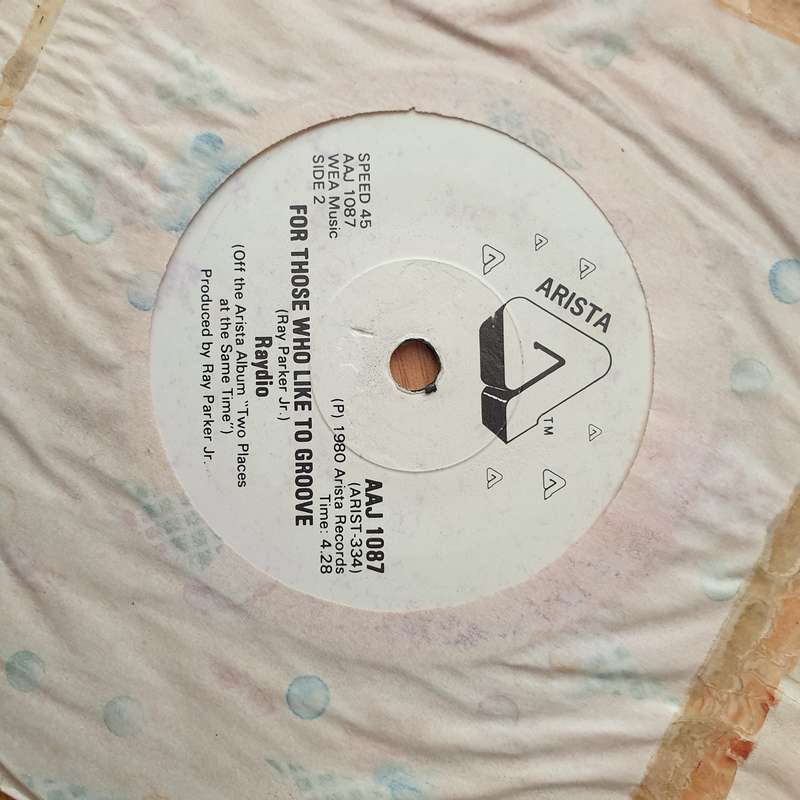 ARISTA
TM
SPEED 45
AAJ 1087
WEA Music
SIDE 2
AAJ 1087
(ARIST-334)
(P) 1980 Arista Records
Time: 4.28
FOR THOSE WHO LIKE TO GROOVE
(Ray Parker Jr.)
Raydio
(Off the Arista Album "Two Places
at the Same Time")
Produced by Ray Parker Jr.